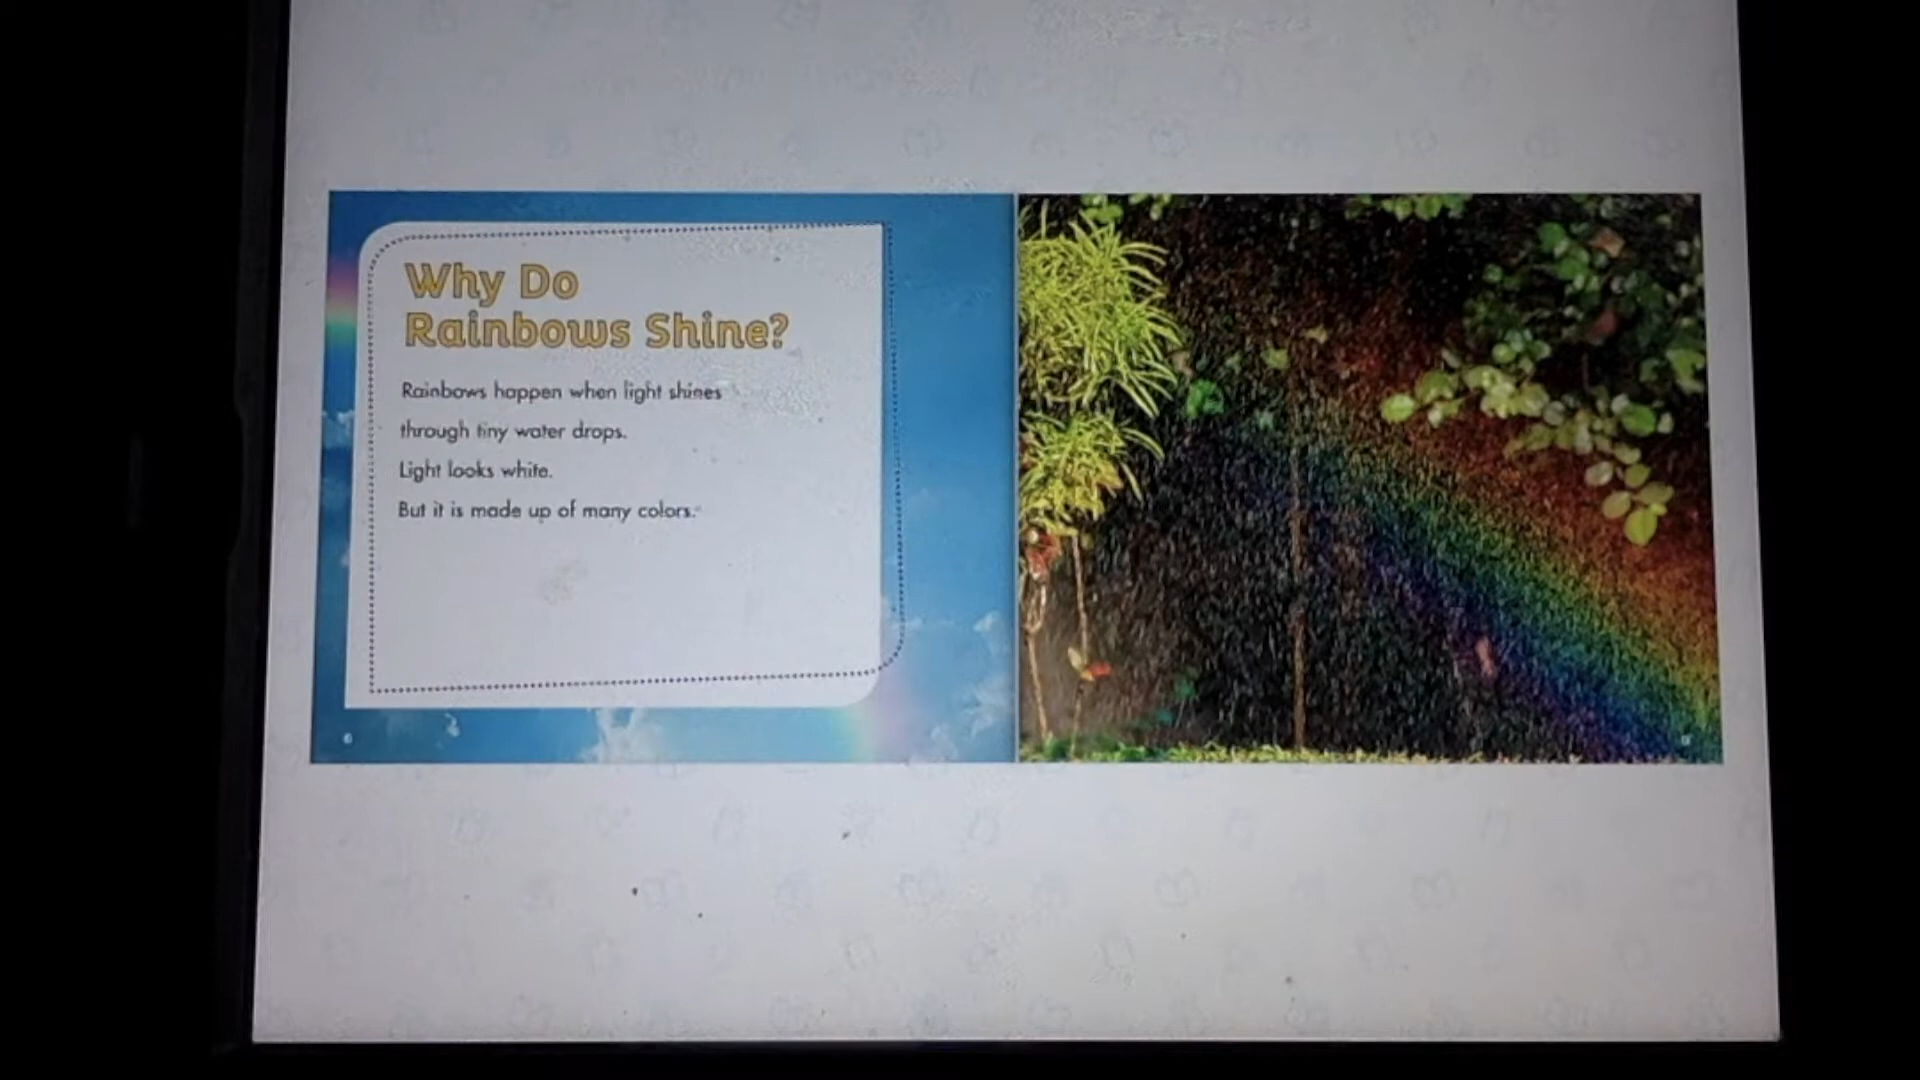 Why Do
Rainbows Shine?
Rainbows happen when light shines
through tiny water drops.
Light looks white.
But it is made up of many colors.
6